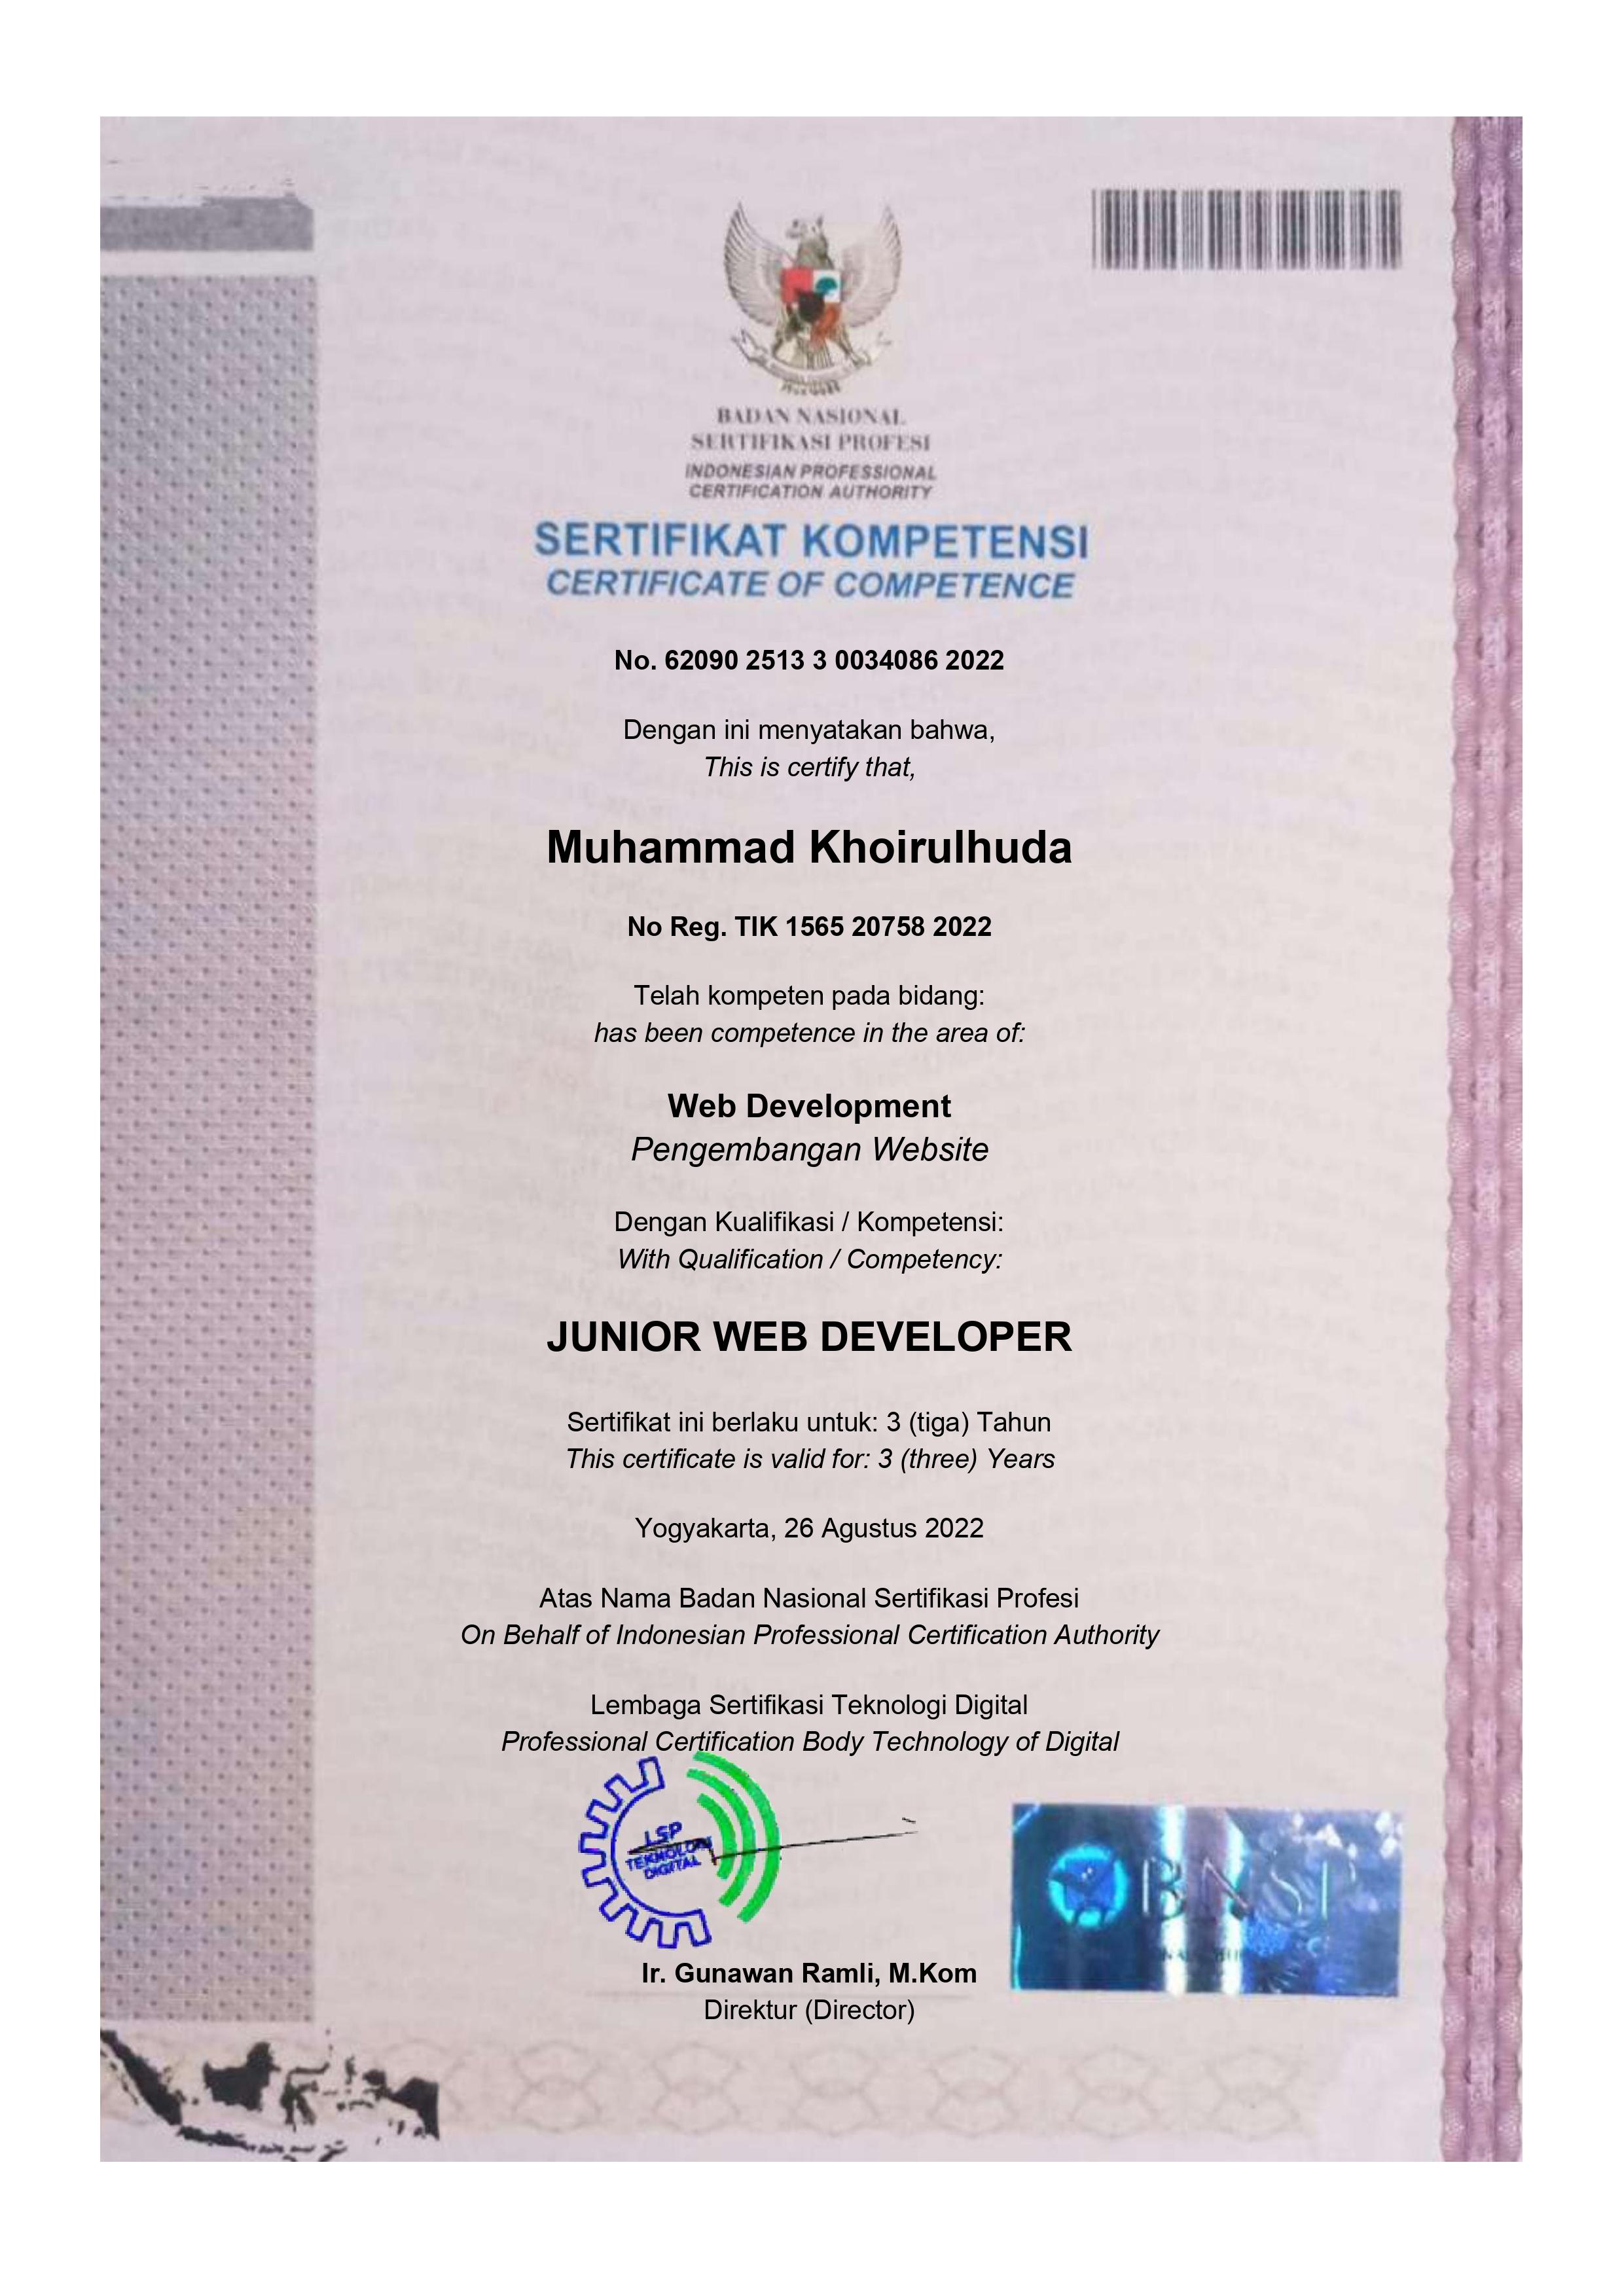 BADAN NASIONAL
SERTIFIKASI PROFESI
INDONESIAN PROFESSIONAL
CERTIFICATION AUTHORITY
SERTIFIKAT KOMPETENSI
CERTIFICATE OF COMPETENCE
No. 62090 2513 3 0034086 2022
Dengan ini menyatakan bahwa,
This is certify that,
Muhammad Khoirulhuda
No Reg. TIK 1565 20758 2022
Telah kompeten pada bidang:
has been competence in the area of:
Web Development
Pengembangan Website
Dengan Kualifikasi / Kompetensi:
With Qualification / Competency:
JUNIOR WEB DEVELOPER
Sertifikat ini berlaku untuk: 3 (tiga) Tahun
This certificate is valid for: 3 (three) Years
Yogyakarta, 26 Agustus 2022
Atas Nama Badan Nasional Sertifikasi Profesi
On Behalf of Indonesian Professional Certification Authority
Lembaga Sertifikasi Teknologi Digital
Professional Certification Body Technology of Digital
LSP
TEKNOLOGI
DIGITAL
BNSP
Ir. Gunawan Ramli, M.Kom
Direktur (Director)